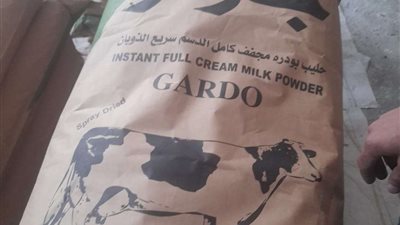 حليب بودره مجفف كامل الدسم سريع الذوبان
INSTANT FULL CREAM MILK POWDER
GARDO
Spray Dried